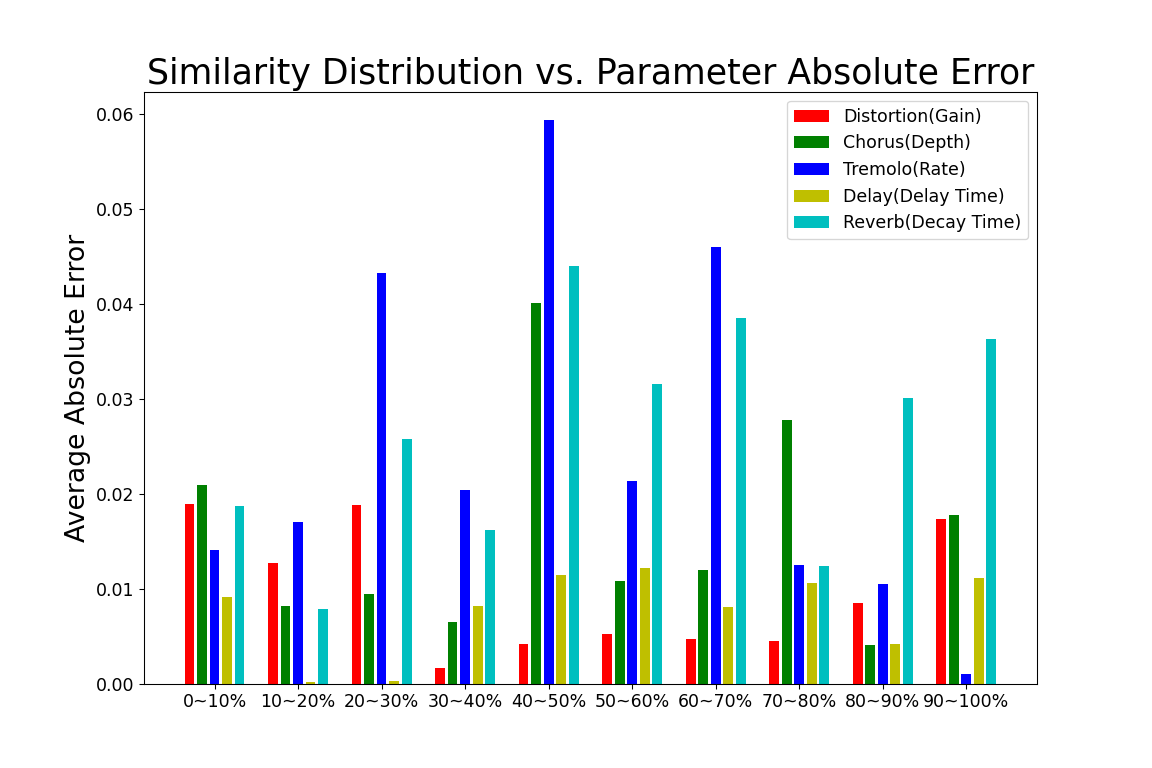 Similarity Distribution vs. Parameter Absolute Error
Average Absolute Error
0.06
0.05
0.04
0.03
0.02
0.01
0.00
Distortion(Gain)
Chorus(Depth)
Tremolo(Rate)
Delay(Delay Time)
Reverb(Decay Time)
0~10% 10~20% 20~30% 30~40% 40~50% 50~60% 60~70% 70~80% 80~90% 90~100%